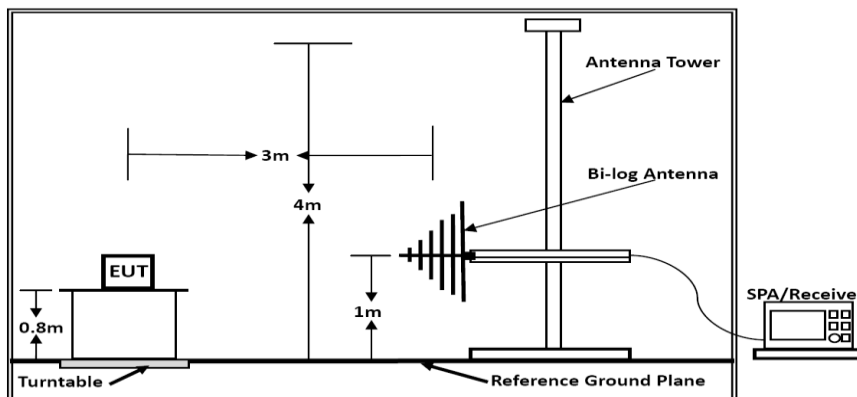 Antenna Tower
3m
Bi-log Antenna
4m
EUT
SPA/Receive
0.8m
1m
Turntable
Reference Ground Plane